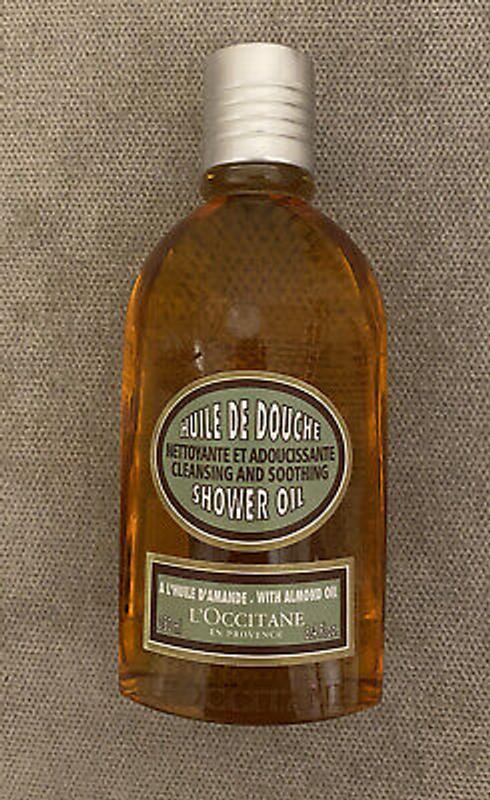 HUILE DE DOUCHE
NETTOYANTE ET ADOUCISSANTE
CLEANSING AND SOOTHING
SHOWER OIL
A L'HUILE D'AMANDE . WITH ALMOND OIL
L'OCCITANE
EN PROVENCE
L'OCCITANE